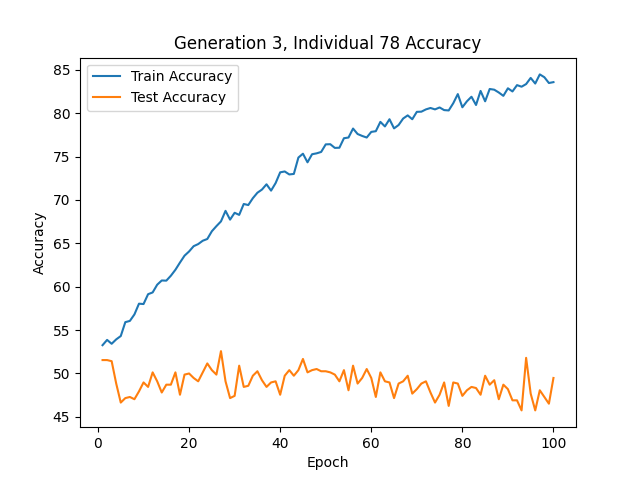 Generation 3, Individual 78 Accuracy
Train Accuracy
Test Accuracy
Accuracy
85
80
75
70
65
60
55
50
45
0 20 40 60 80 100
Epoch